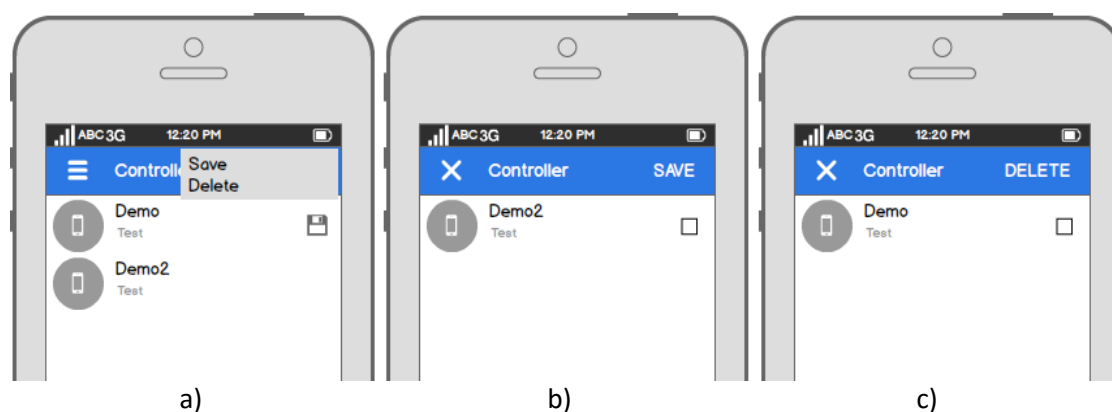 ABC 3G 12:20 PM
Controlle
Save
Delete
Demo
Test
Demo2
Test
a)
ABC 3G 12:20 PM
Controller SAVE
Demo2
Test
b)
ABC 3G 12:20 PM
Controller DELETE
Demo
Test
c)